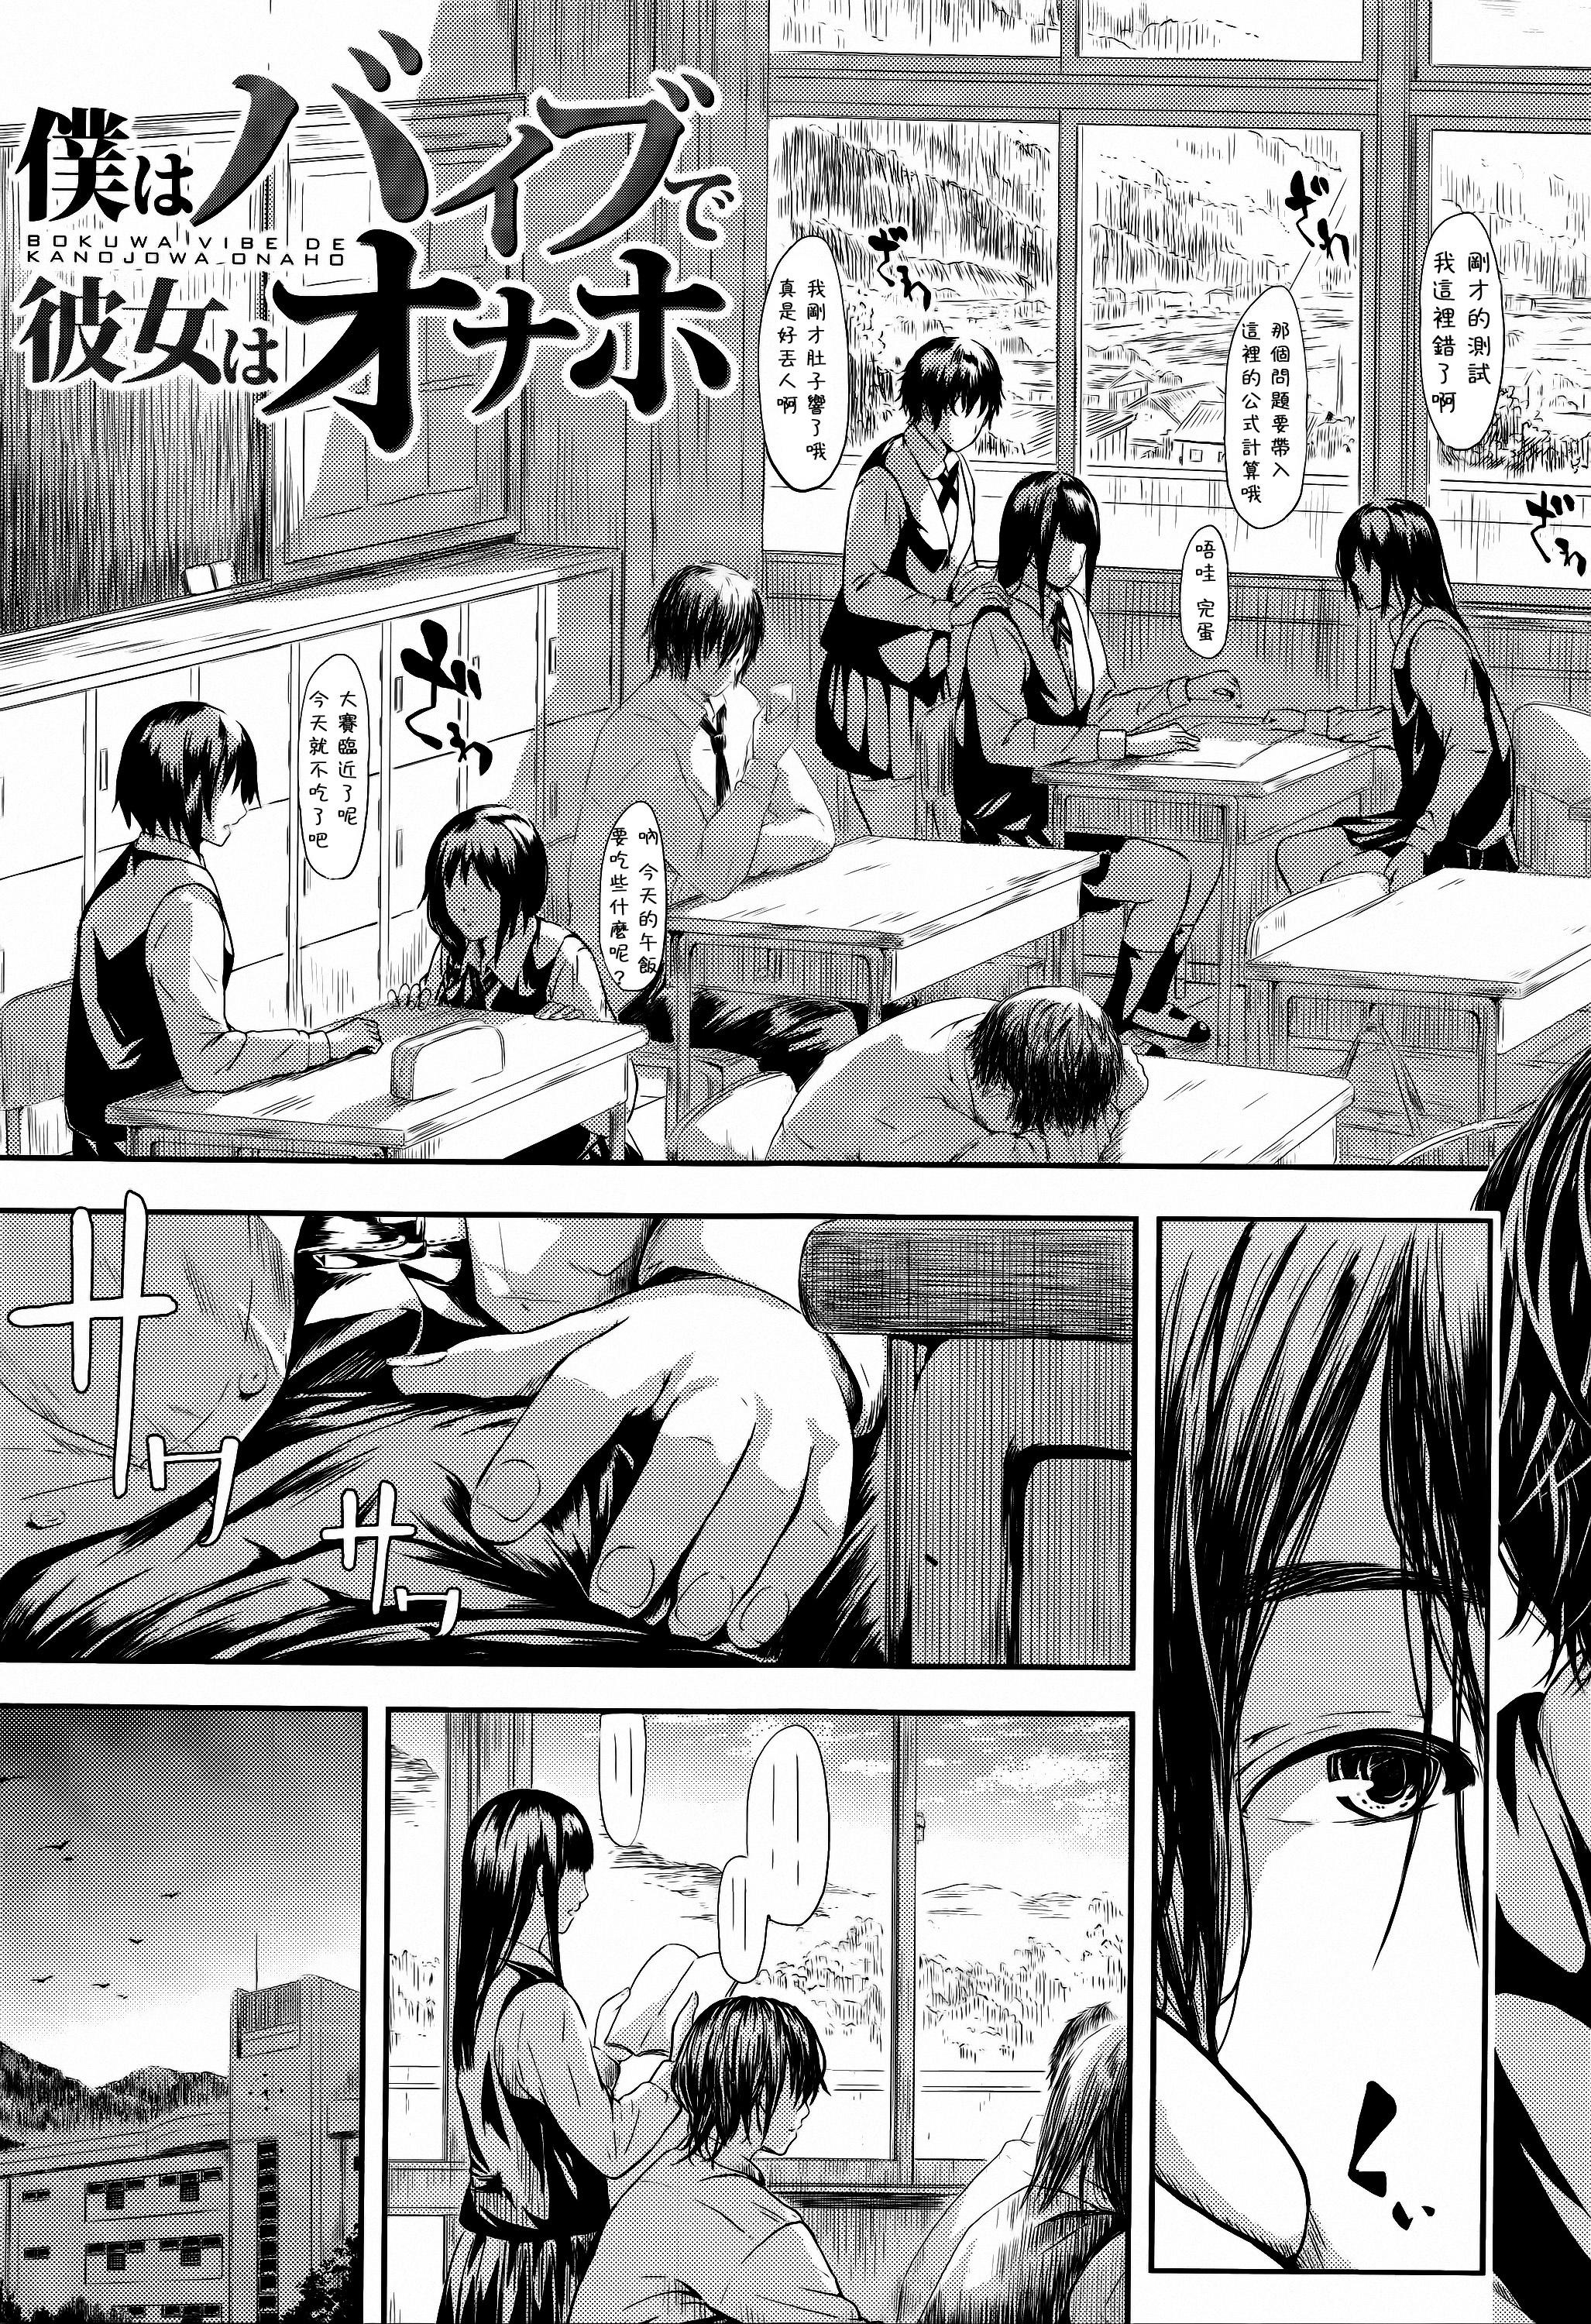 僕はバイブで
BOKUWA VIBE DE
KANOJOWA ONAHO
彼女はオナホ
剛才的測試
我這裡錯了啊
ざわ
那個問題要帶入
這裡的公式計算哦
ざわ
我剛才肚子響了哦
真是好丟人啊
唔哇 完蛋
ざわ
吶 今天的午飯
要吃些什麼呢？
大賽臨近了呢
今天就不吃了吧
ざわ
サワ
サワ
くい